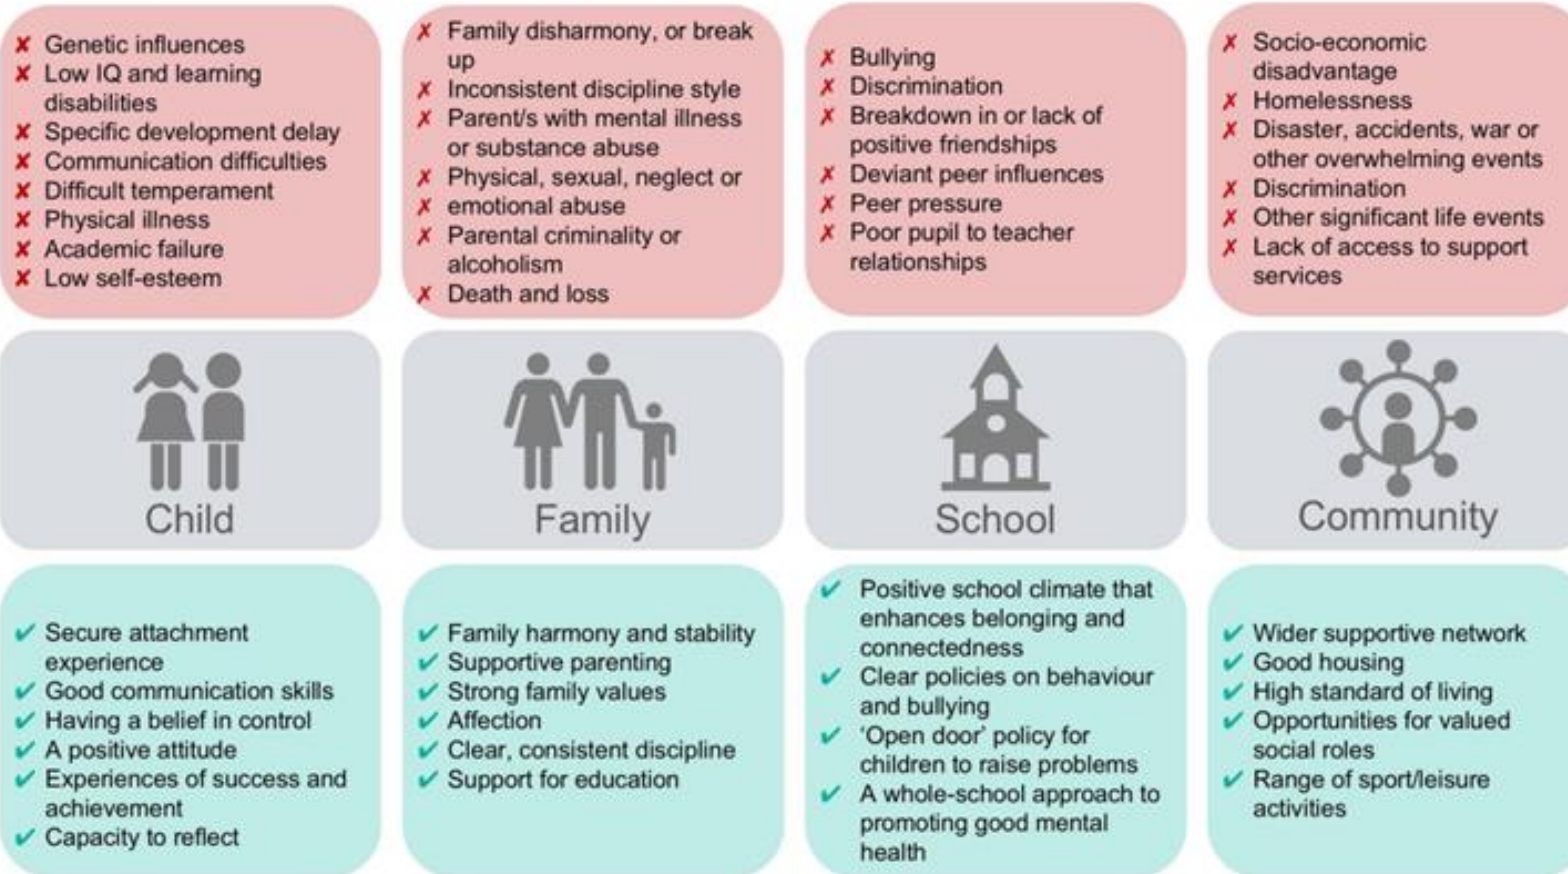 ✗ Genetic influences
✗ Low IQ and learning
disabilities
✗ Specific development delay
✗ Communication difficulties
✗ Difficult temperament
✗ Physical illness
✗ Academic failure
✗ Low self-esteem
✗ Family disharmony, or break
up
✗ Inconsistent discipline style
✗ Parent/s with mental illness
or substance abuse
✗ Physical, sexual, neglect or
✗ emotional abuse
✗ Parental criminality or
alcoholism
✗ Death and loss
✗ Bullying
✗ Discrimination
✗ Breakdown in or lack of
positive friendships
✗ Deviant peer influences
✗ Peer pressure
✗ Poor pupil to teacher
relationships
✗ Socio-economic
disadvantage
✗ Homelessness
✗ Disaster, accidents, war or
other overwhelming events
✗ Discrimination
✗ Other significant life events
✗ Lack of access to support
services
Child
Family
School
Community
✔ Secure attachment
experience
✔ Good communication skills
✔ Having a belief in control
✔ A positive attitude
✔ Experiences of success and
achievement
✔ Capacity to reflect
✔ Family harmony and stability
✔ Supportive parenting
✔ Strong family values
✔ Affection
✔ Clear, consistent discipline
✔ Support for education
✔ Positive school climate that
enhances belonging and
connectedness
✔ Clear policies on behaviour
and bullying
✔ ‘Open door’ policy for
children to raise problems
✔ A whole-school approach to
promoting good mental
health
✔ Wider supportive network
✔ Good housing
✔ High standard of living
✔ Opportunities for valued
social roles
✔ Range of sport/leisure
activities